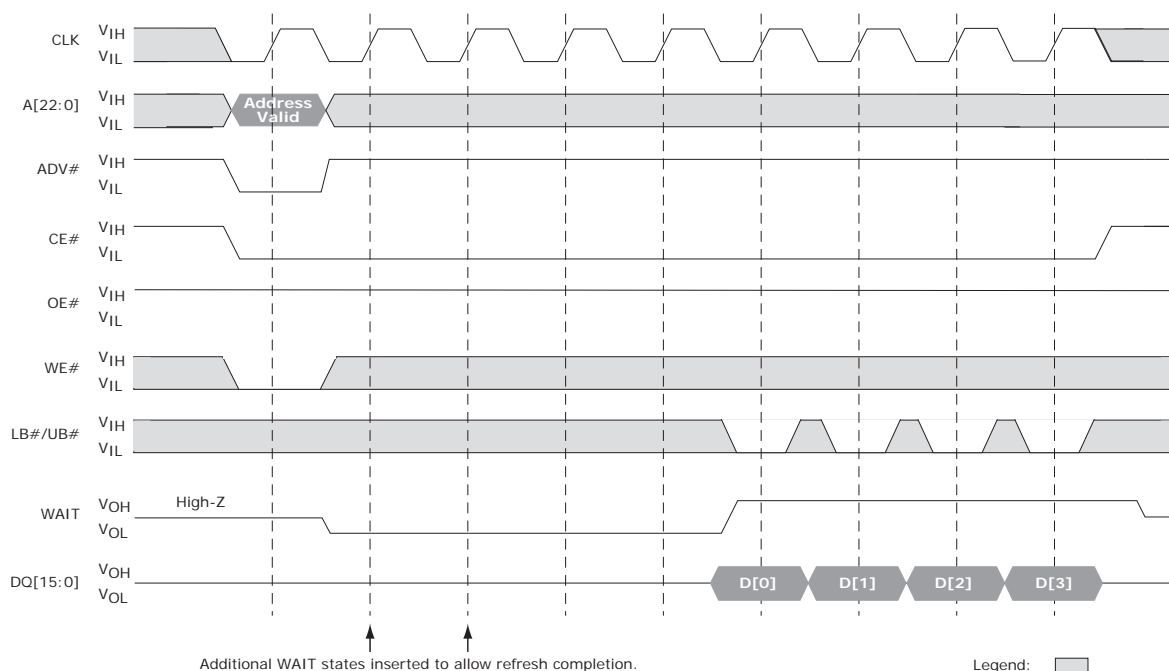 CLK VIH
VIL
A[22:0] VIH
VIL
Address
Valid
ADV# VIH
VIL
CE# VIH
VIL
OE# VIH
VIL
WE# VIH
VIL
LB#/UB# VIH
VIL
WAIT VOH
VOL
High-Z
DQ[15:0] VOH
VOL
D[0] D[1] D[2] D[3]
Additional WAIT states inserted to allow refresh completion.
Legend: